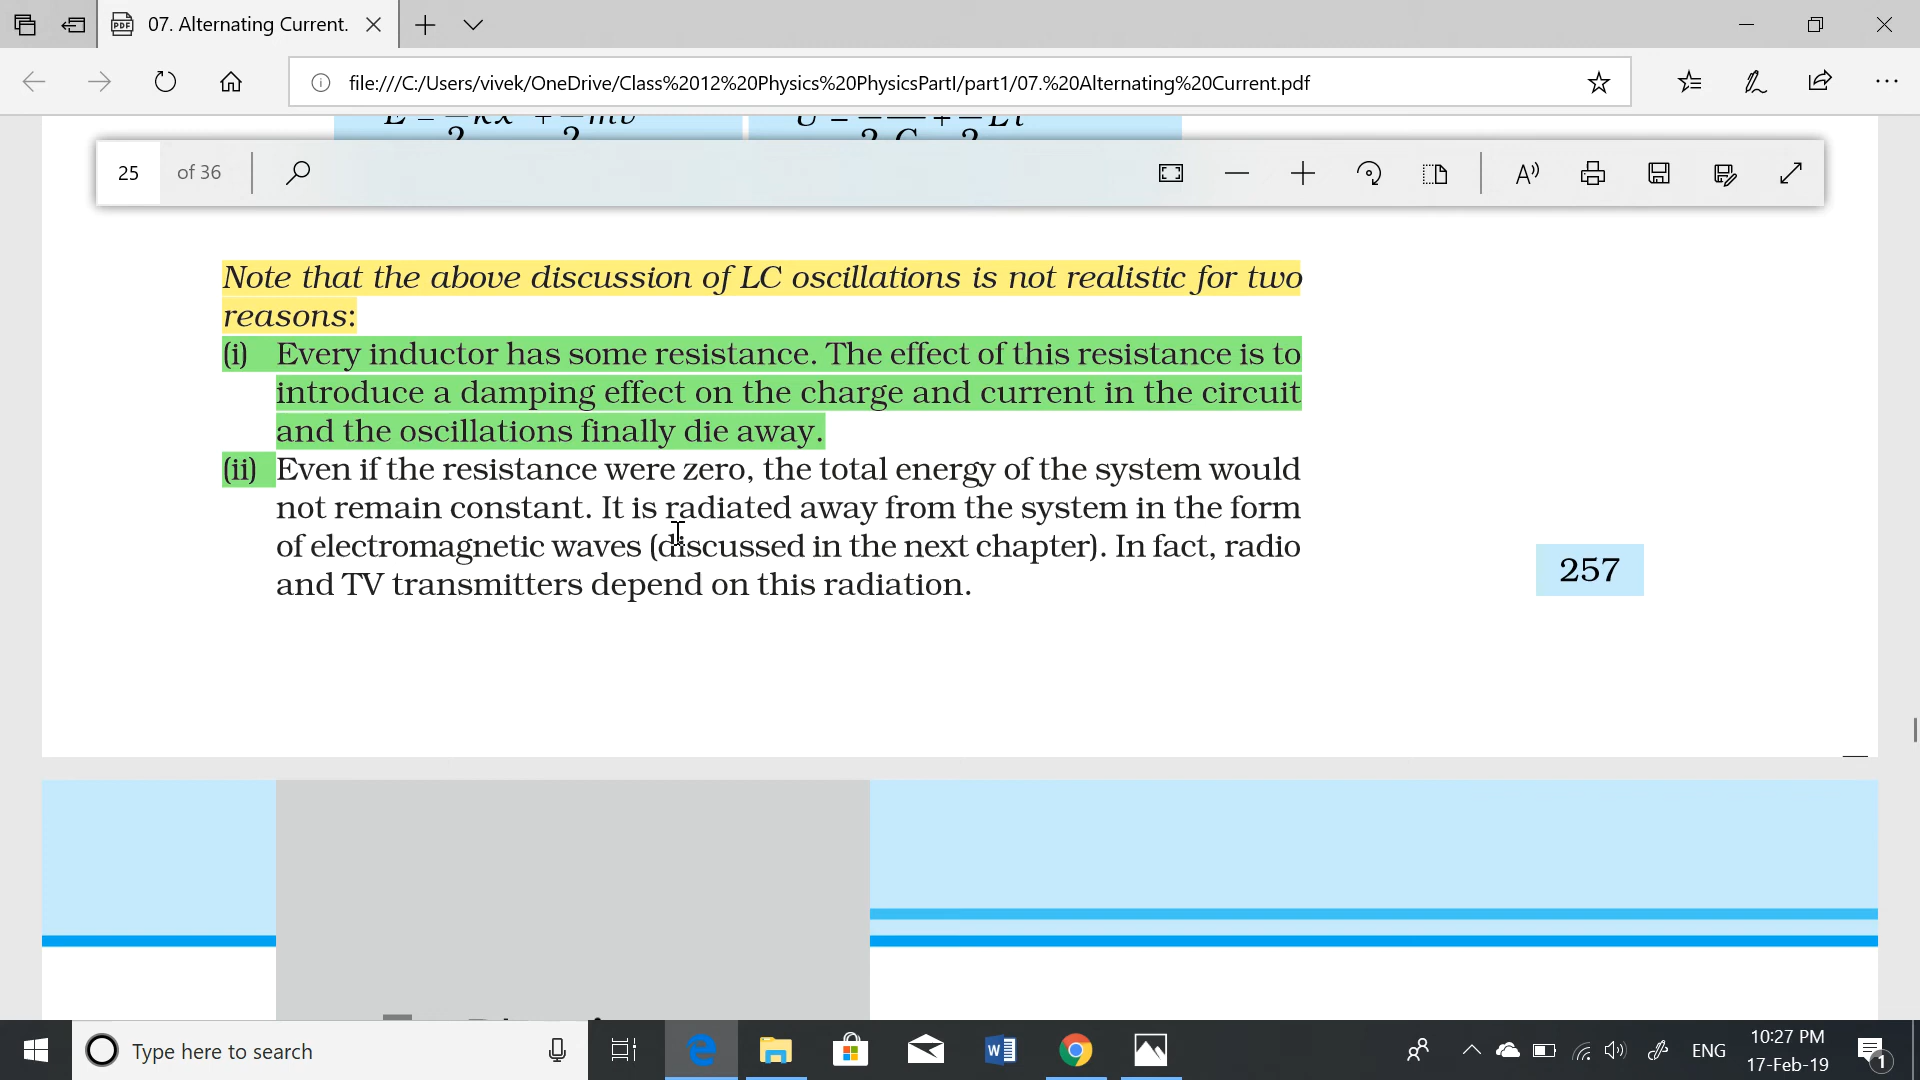 07. Alternating Current.
file:///C:/Users/vivek/OneDrive/Class%2012%20Physics%20PhysicsPartI/part1/07.%20Alternating%20Current.pdf
25 of 36
Note that the above discussion of LC oscillations is not realistic for two
reasons:
(i) Every inductor has some resistance. The effect of this resistance is to
introduce a damping effect on the charge and current in the circuit
and the oscillations finally die away.
(ii) Even if the resistance were zero, the total energy of the system would
not remain constant. It is radiated away from the system in the form
of electromagnetic waves (discussed in the next chapter). In fact, radio
and TV transmitters depend on this radiation.
257
Type here to search
ENG
10:27 PM
17-Feb-19
1